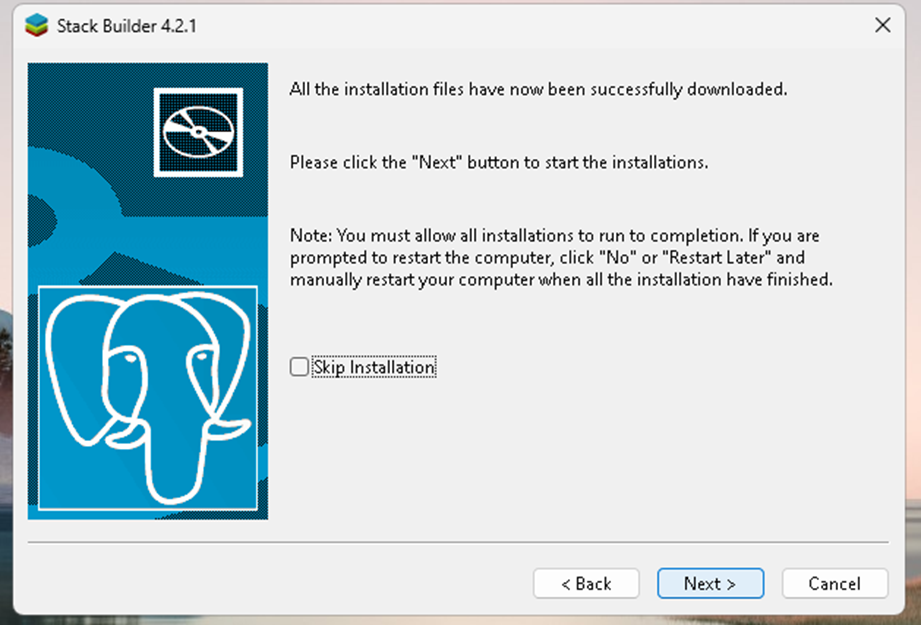 Stack Builder 4.2.1
All the installation files have now been successfully downloaded.
Please click the "Next" button to start the installations.
Note: You must allow all installations to run to completion. If you are
prompted to restart the computer, click "No" or "Restart Later" and
manually restart your computer when all the installation have finished.
Skip Installation
< Back Next > Cancel